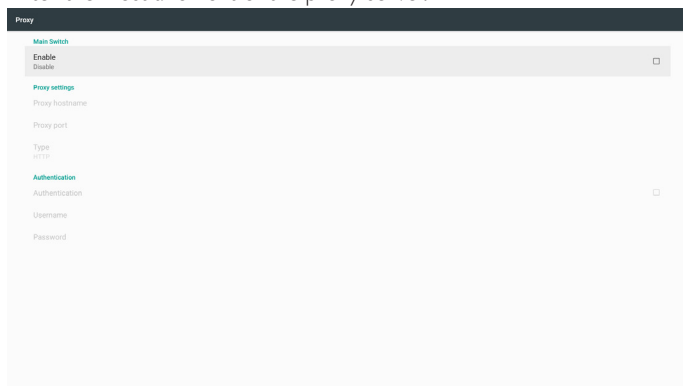 Proxy
Main Switch
Enable
Disable
Proxy settings
Proxy hostname
Proxy port
Type
HTTP
Authentication
Authentication
Username
Password